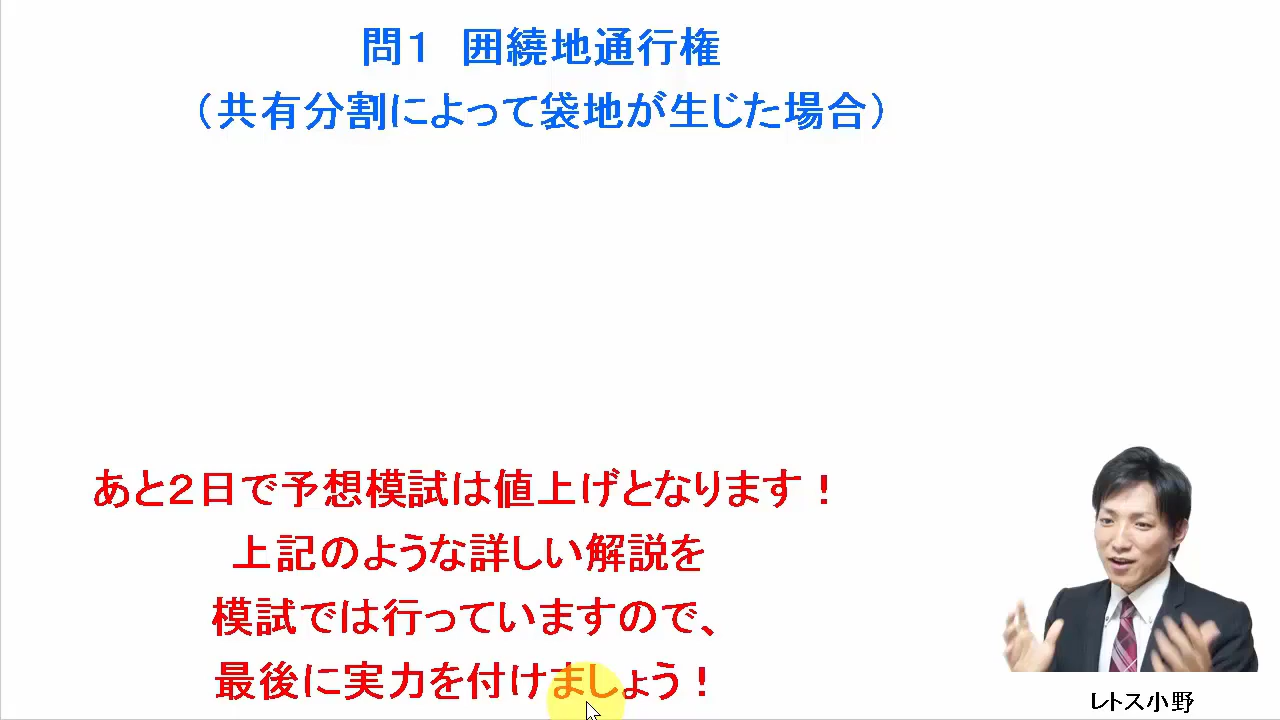 問１　囲繞地通行権
（共有分割によって袋地が生じた場合）
あと２日で予想模試は値上げとなります！
上記のような詳しい解説を
模試では行っていますので、
最後に実力を付けましょう！
レトス小野